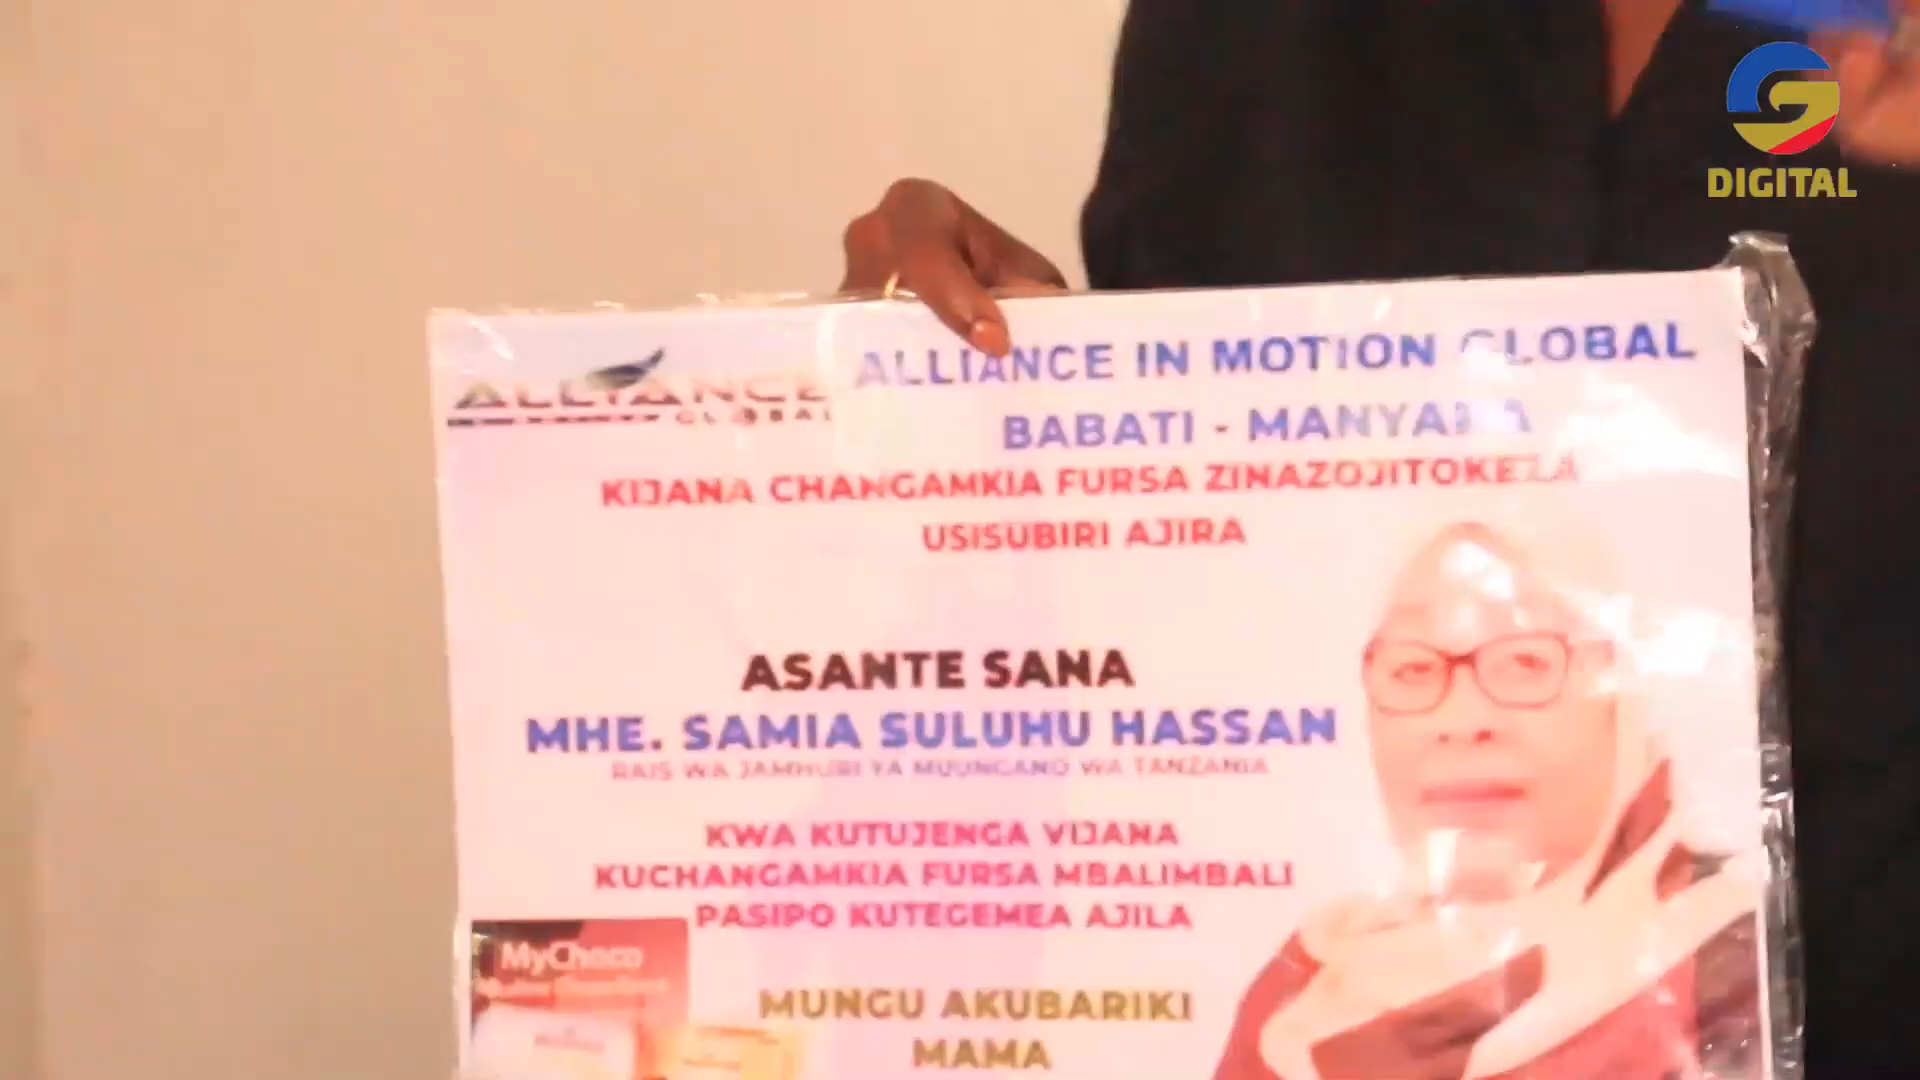 DIGITAL
ALLIANCE
GLOBAL
ALLIANCE IN MOTION GLOBAL
BABATI - MANYARA
KIJANA CHANGAMKIA FURSA ZINAZOJITOKEZA
USISUBIRI AJIRA
ASANTE SANA
MHE. SAMIA SULUHU HASSAN
RAIS WA JAMHURI YA MUUNGANO WA TANZANIA
KWA KUTUJENGA VIJANA
KUCHANGAMKIA FURSA MBALIMBALI
PASIPO KUTEGEMEA AJILA
MyChoco
MUNGU AKUBARIKI
MAMA